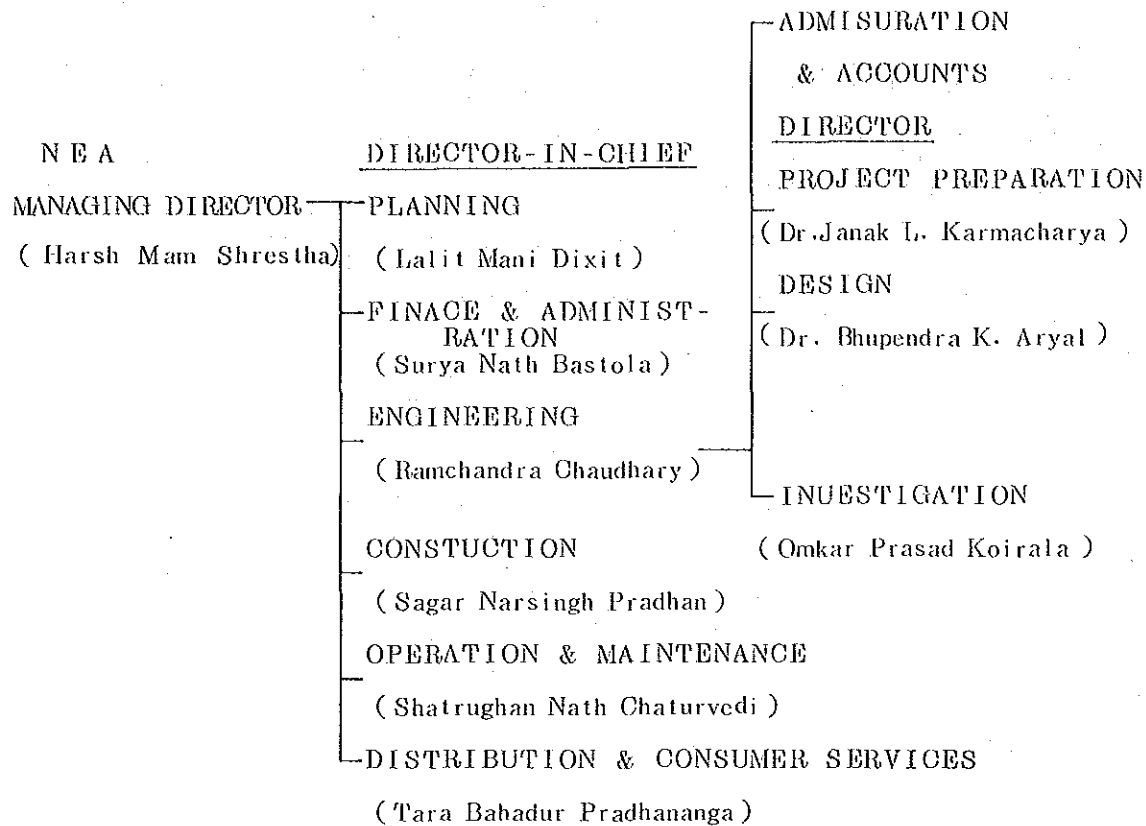 N E A
MANAGING DIRECTOR
( Harsh Mam Shrestha)
DIRECTOR-IN-CHIEF
PLANNING
( Lalit Mani Dixit )
FINACE & ADMINIST-
RATION
( Surya Nath Bastola )
ENGINEERING
( Ramchandra Chaudhary )
CONSTUCTION
( Sagar Narsingh Pradhan )
OPERATION & MAINTENANCE
( Shatrughan Nath Chaturvedi )
DISTRIBUTION & CONSUMER SERVICES
( Tara Bahadur Pradhananga )
ADMISURATION
& ACCOUNTS
DIRECTOR
PROJECT PREPARATION
( Dr.Janak L. Karmacharya )
DESIGN
( Dr. Bhupendra K. Aryal )
INUESTIGATION
( Omkar Prasad Koirala )